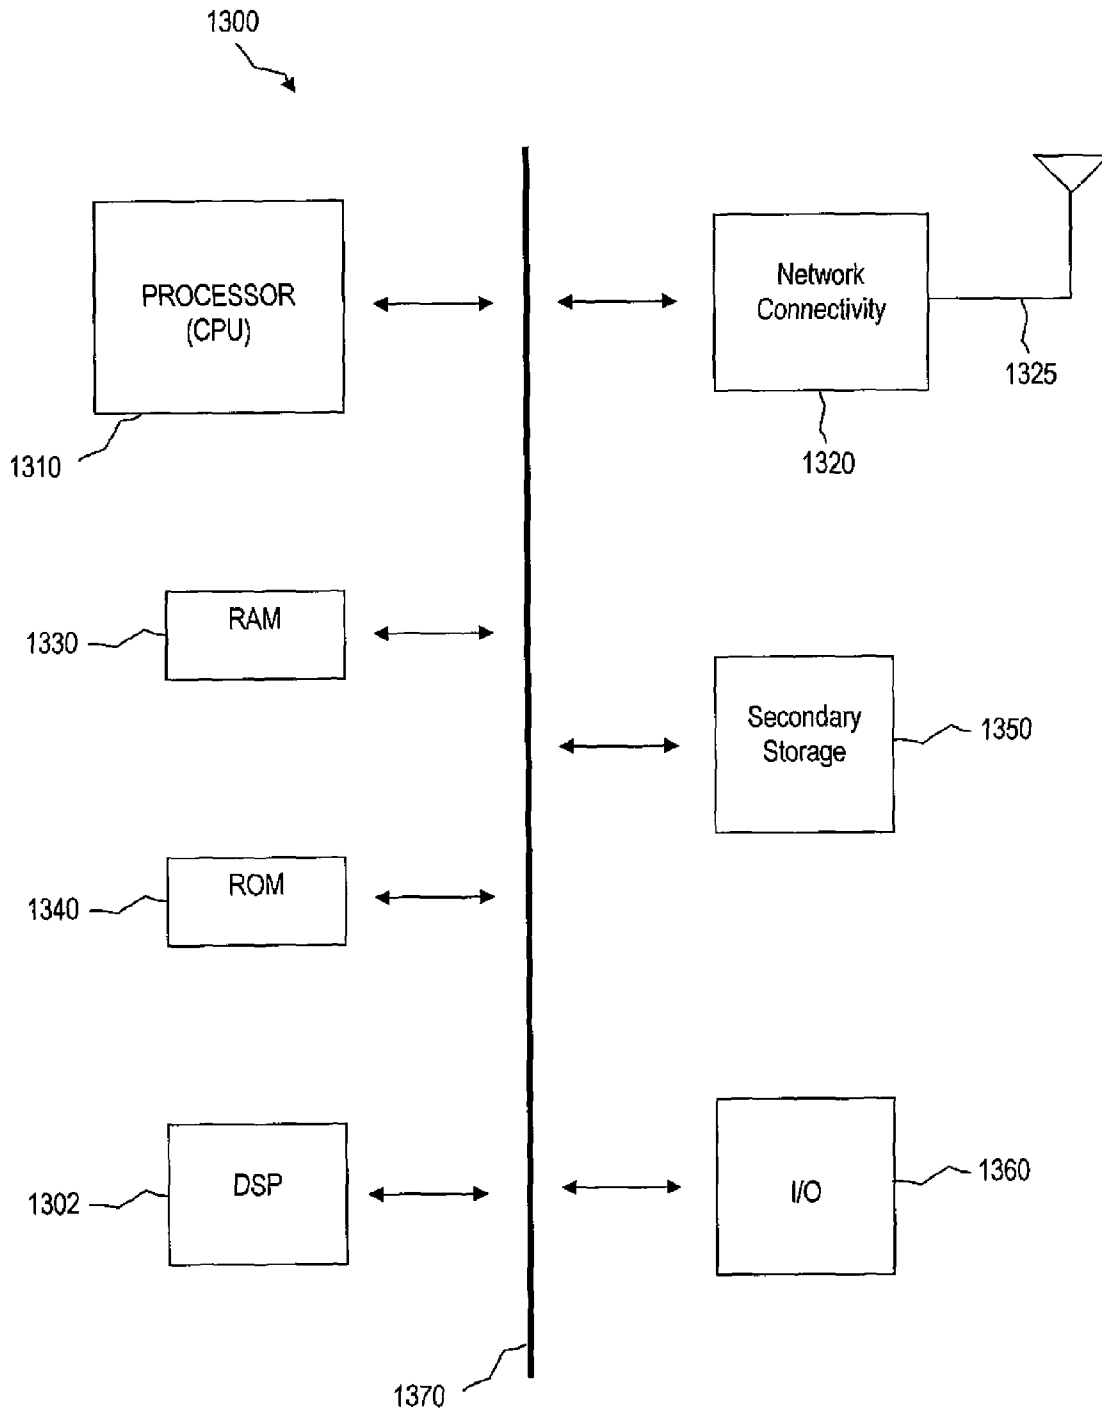 1300
PROCESSOR
(CPU)
1310
Network
Connectivity
1325
1320
RAM
1330
Secondary
Storage
1350
ROM
1340
DSP
1302
I/O
1360
1370